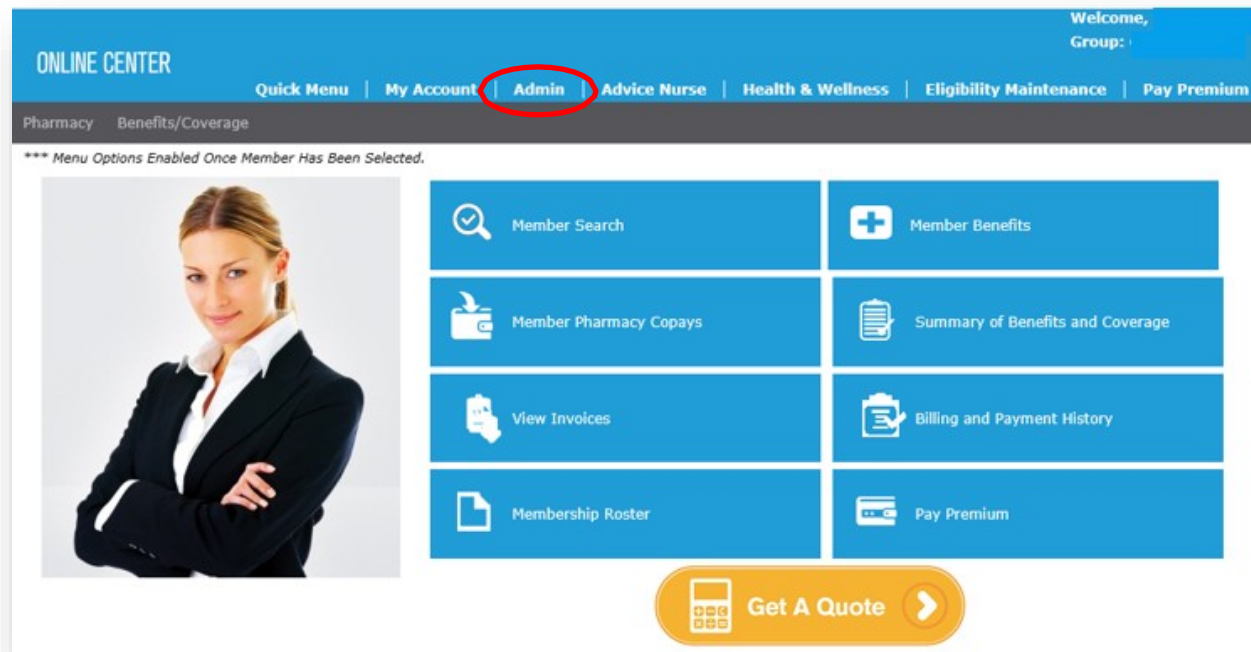 Welcome,
Group:
ONLINE CENTER
Quick Menu | My Account | Admin | Advice Nurse | Health & Wellness | Eligibility Maintenance | Pay Premium
Pharmacy Benefits/Coverage
*** Menu Options Enabled Once Member Has Been Selected.
Member Search
Member Benefits
Member Pharmacy Copays
Summary of Benefits and Coverage
View Invoices
Billing and Payment History
Membership Roster
Pay Premium
Get A Quote